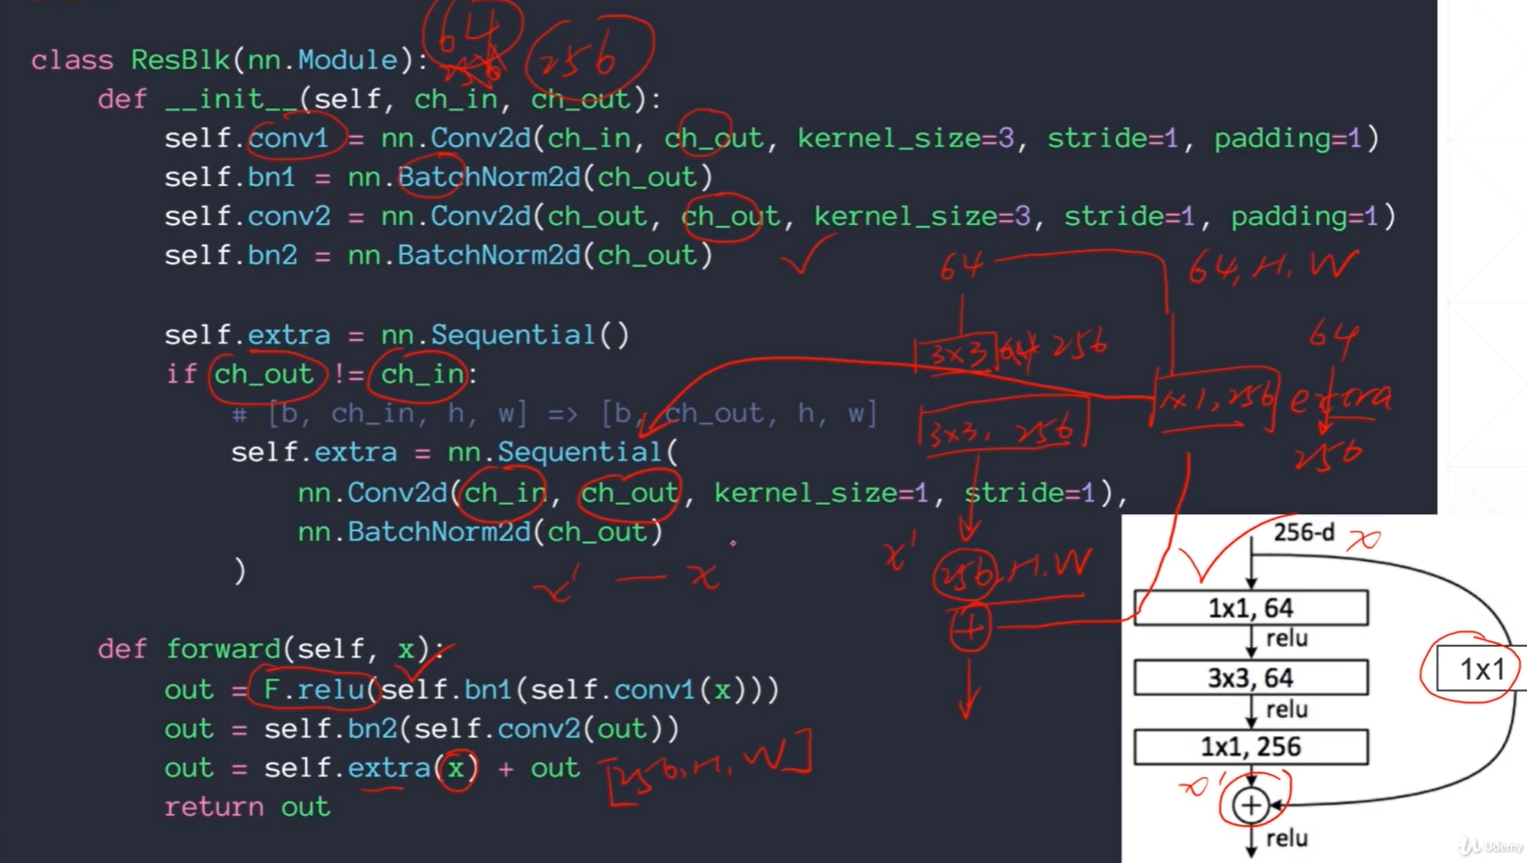 64
256 256
class ResBlk(nn.Module):
def __init__(self, ch_in, ch_out):
self.conv1 = nn.Conv2d(ch_in, ch_out, kernel_size=3, stride=1, padding=1)
self.bn1 = nn.BatchNorm2d(ch_out)
self.conv2 = nn.Conv2d(ch_out, ch_out, kernel_size=3, stride=1, padding=1)
self.bn2 = nn.BatchNorm2d(ch_out)
64 64, H, W
self.extra = nn.Sequential()
3x3 64 256 64
if ch_out != ch_in:
1x1, 256 extra
# [b, ch_in, h, w] => [b, ch_out, h, w]
3x3, 256
self.extra = nn.Sequential(
256
nn.Conv2d(ch_in, ch_out, kernel_size=1, stride=1),
nn.BatchNorm2d(ch_out)
)
x' — x
x' 256, H, W
+
def forward(self, x):
out = F.relu(self.bn1(self.conv1(x)))
out = self.bn2(self.conv2(out))
out = self.extra(x) + out [256, H, W]
return out
256-d x
1x1, 64
relu
3x3, 64
1x1
relu
1x1, 256
x' +
relu
Udemy